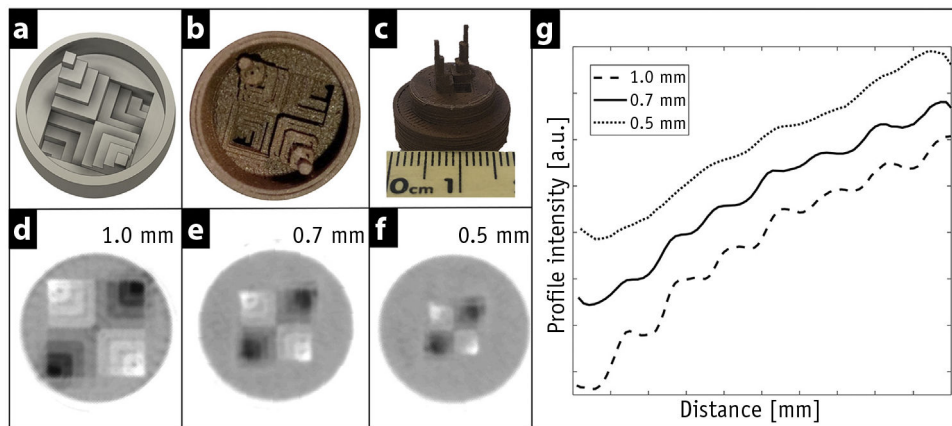 a
b
c
0cm 1
d
1.0 mm
e
0.7 mm
f
0.5 mm
g
1.0 mm
0.7 mm
0.5 mm
Profile intensity [a.u.]
Distance [mm]